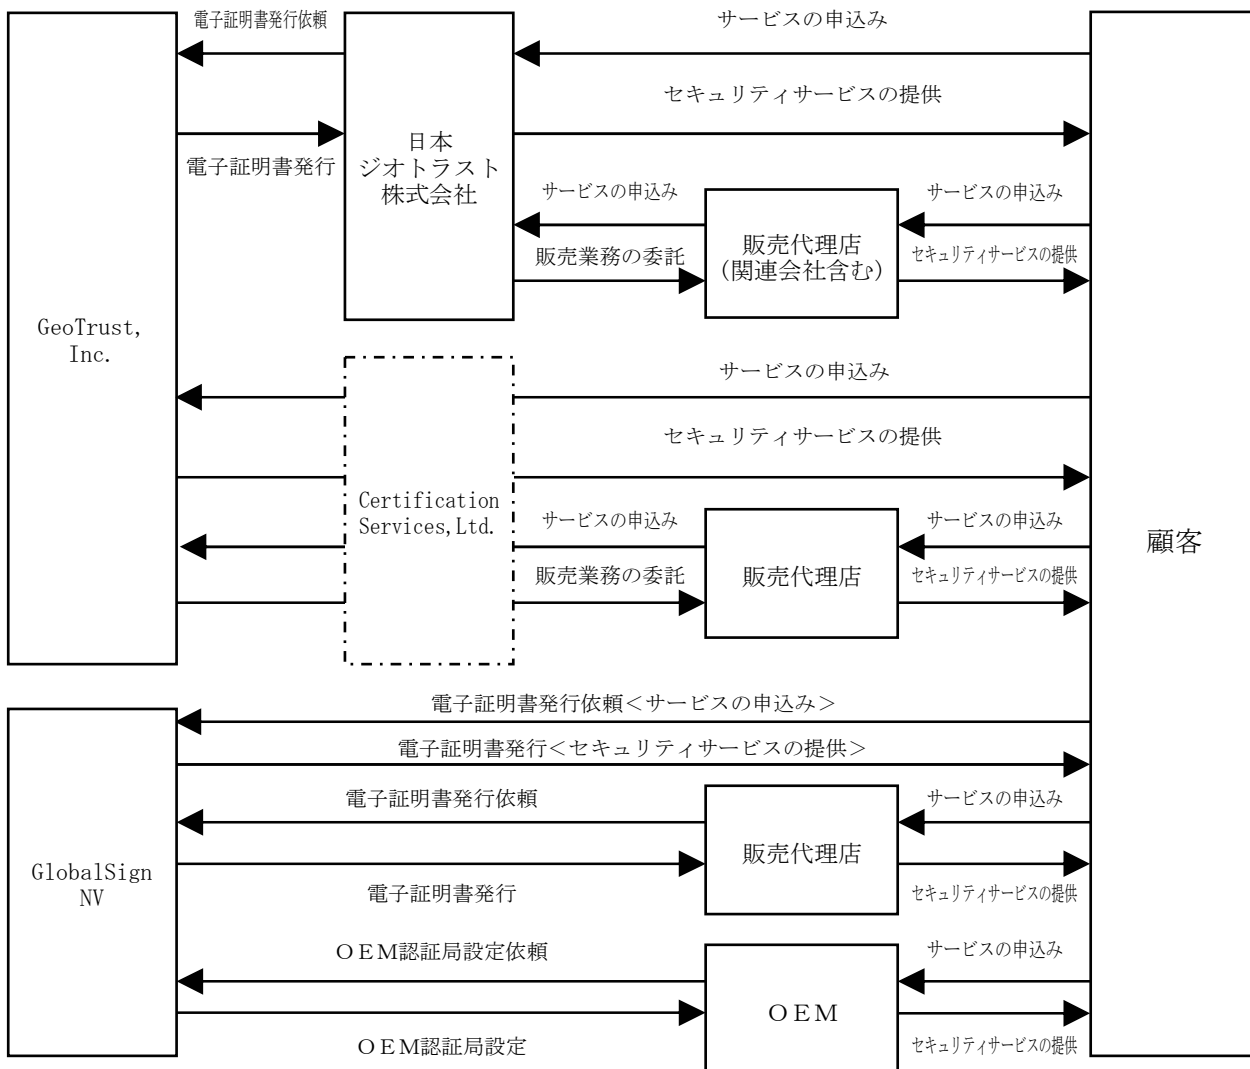 電子証明書発行依頼
サービスの申込み
セキュリティサービスの提供
日本
ジオトラスト
株式会社
電子証明書発行
サービスの申込み
サービスの申込み
販売代理店
(関連会社含む)
販売業務の委託
セキュリティサービスの提供
GeoTrust,
Inc.
サービスの申込み
セキュリティサービスの提供
Certification
Services,Ltd.
サービスの申込み
サービスの申込み
顧客
販売業務の委託
販売代理店
セキュリティサービスの提供
電子証明書発行依頼<サービスの申込み>
電子証明書発行<セキュリティサービスの提供>
電子証明書発行依頼
サービスの申込み
販売代理店
GlobalSign
NV
電子証明書発行
セキュリティサービスの提供
OEM認証局設定依頼
サービスの申込み
OEM
OEM認証局設定
セキュリティサービスの提供